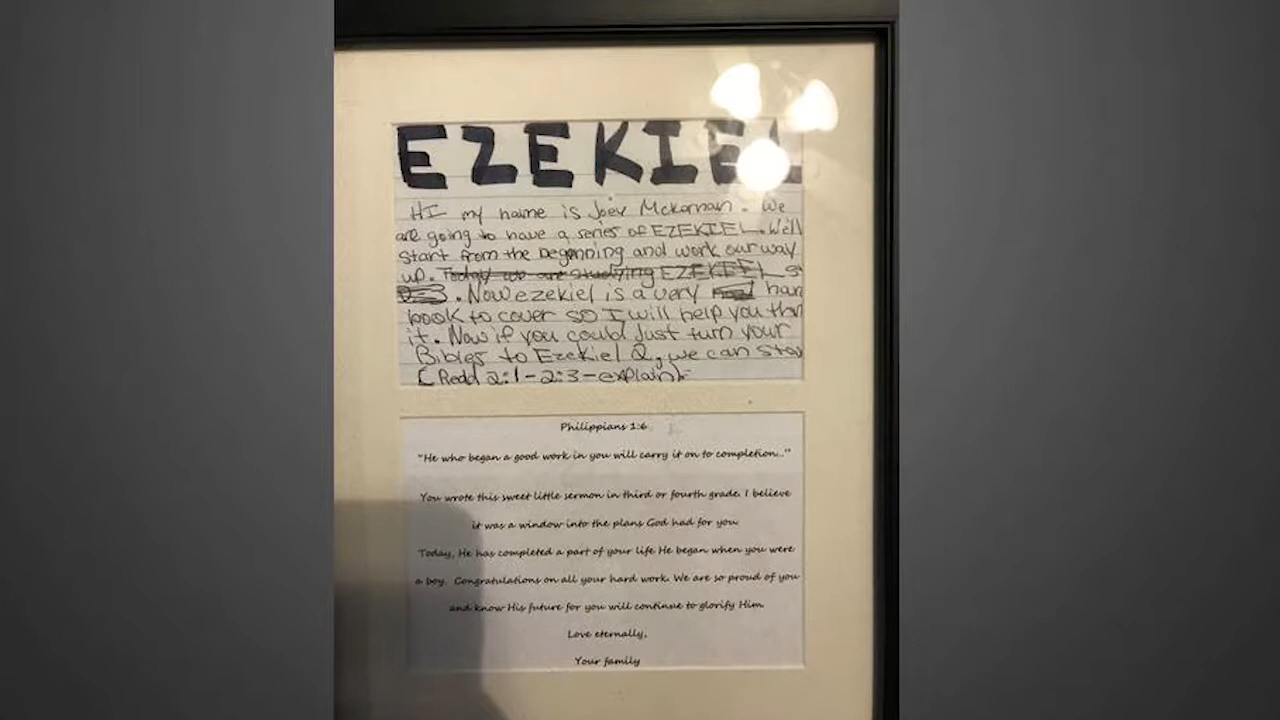 EZEKIEL
HI my name is Joey Mckarnan. We
are going to have a series of EZEKIEL. We'll
start from the begenning and work our way
up. Today we are studying EZEKIEL
. Now ezekiel is a very har
book to cover so I will help you thr
it. Now if you could Just turn your
Bibles to Ezekiel 2, we can star
[Read 2:1-2:3-explain].
Philippians 1:6
"He who began a good work in you will carry it on to completion.."
You wrote this sweet little sermon in third or fourth grade. I believe
it was a window into the plans God had for you.
Today, He has completed a part of your life He began when you were
a boy. Congratulations on all your hard work. We are so proud of you
and know His future for you will continue to glorify Him.
Love eternally,
Your family